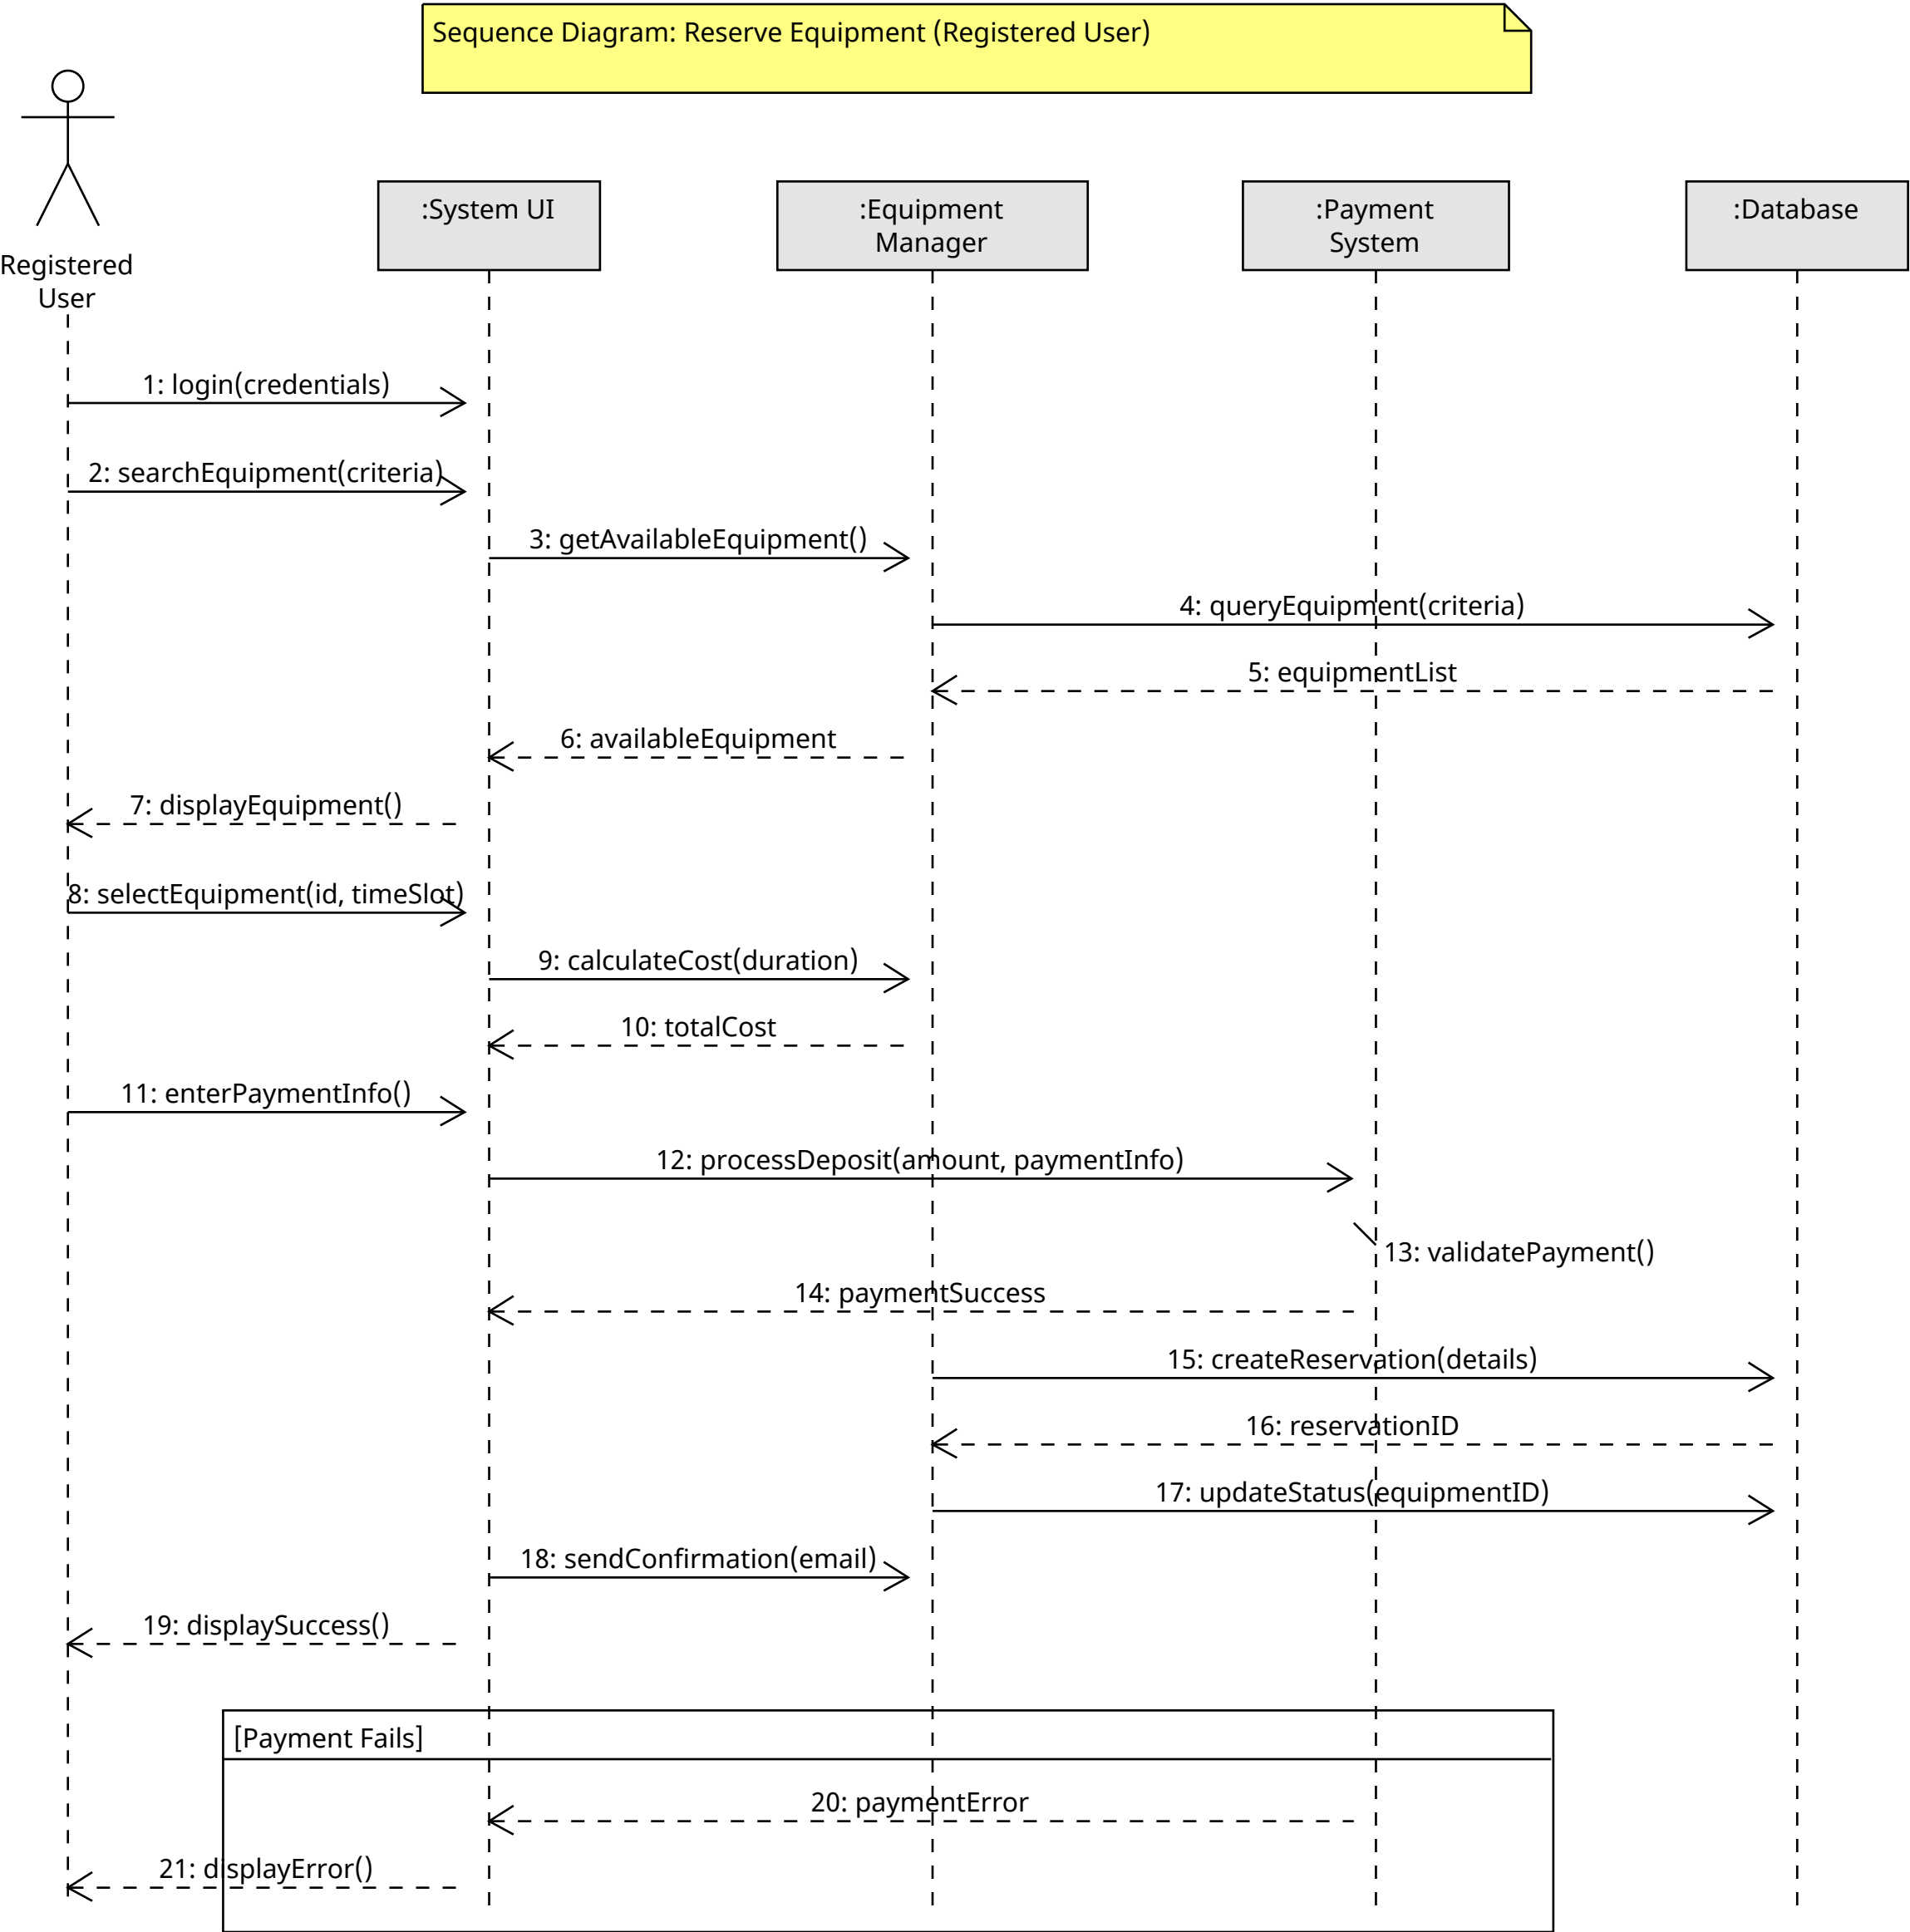 Sequence Diagram: Reserve Equipment (Registered User)
Registered
User
:System UI
:Equipment
Manager
:Payment
System
:Database
1: login(credentials)
2: searchEquipment(criteria)
3: getAvailableEquipment()
4: queryEquipment(criteria)
5: equipmentList
6: availableEquipment
7: displayEquipment()
8: selectEquipment(id, timeSlot)
9: calculateCost(duration)
10: totalCost
11: enterPaymentInfo()
12: processDeposit(amount, paymentInfo)
13: validatePayment()
14: paymentSuccess
15: createReservation(details)
16: reservationID
17: updateStatus(equipmentID)
18: sendConfirmation(email)
19: displaySuccess()
[Payment Fails]
20: paymentError
21: displayError()